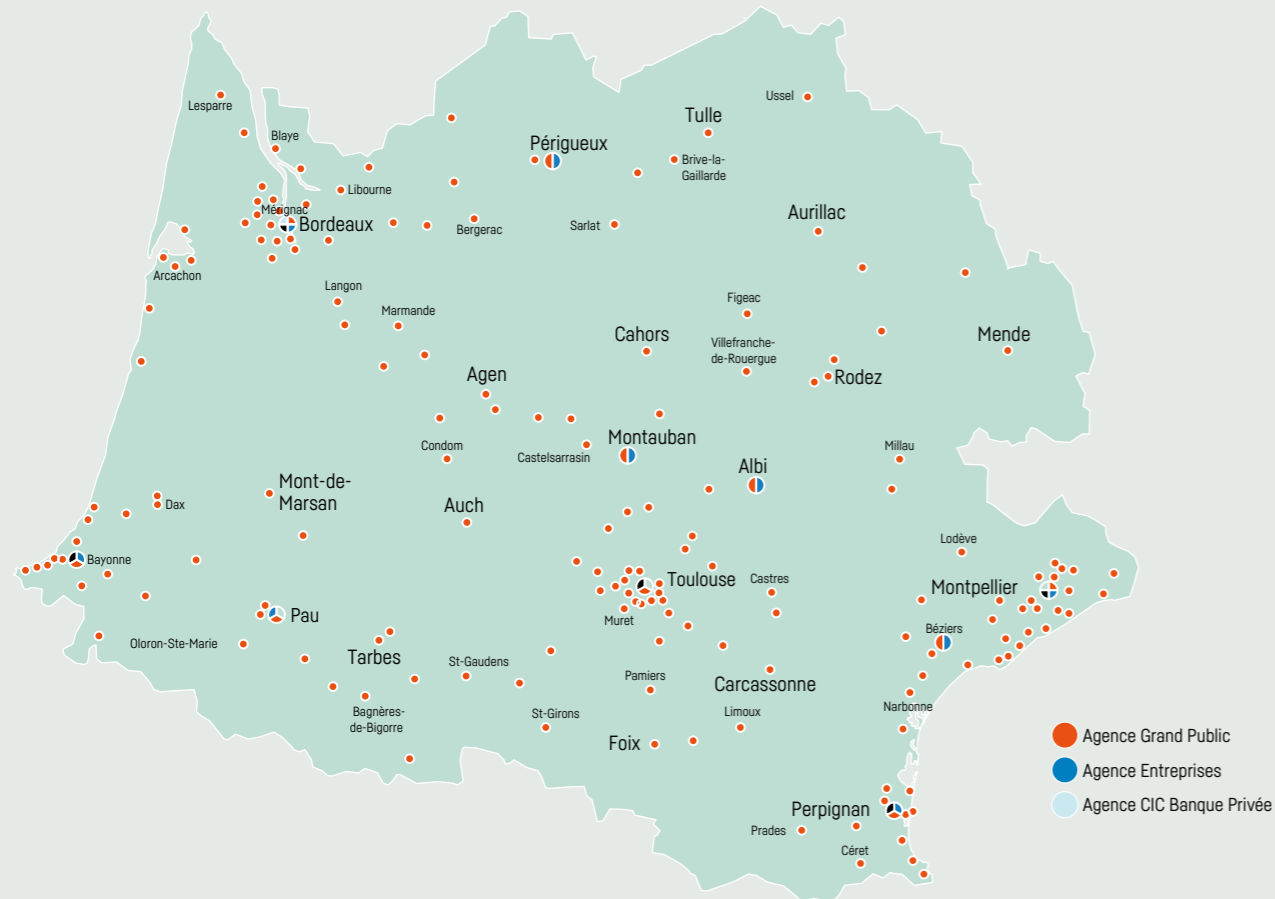 Lesparre
Blaye
Ussel
Tulle
Périgueux
Brive-la-
Gaillarde
Libourne
Mérignac
Bordeaux
Bergerac
Sarlat
Aurillac
Arcachon
Langon
Marmande
Figeac
Cahors
Villefranche-
de-Rouergue
Mende
Agen
Rodez
Montauban
Condom
Castelsarrasin
Millau
Albi
Mont-de-
Marsan
Dax
Auch
Lodève
Bayonne
Toulouse
Castres
Montpellier
Pau
Muret
Béziers
Oloron-Ste-Marie
Tarbes
St-Gaudens
Pamiers
Carcassonne
Narbonne
Bagnères-
de-Bigorre
St-Girons
Limoux
Foix
Agence Grand Public
Agence Entreprises
Agence CIC Banque Privée
Perpignan
Prades
Céret